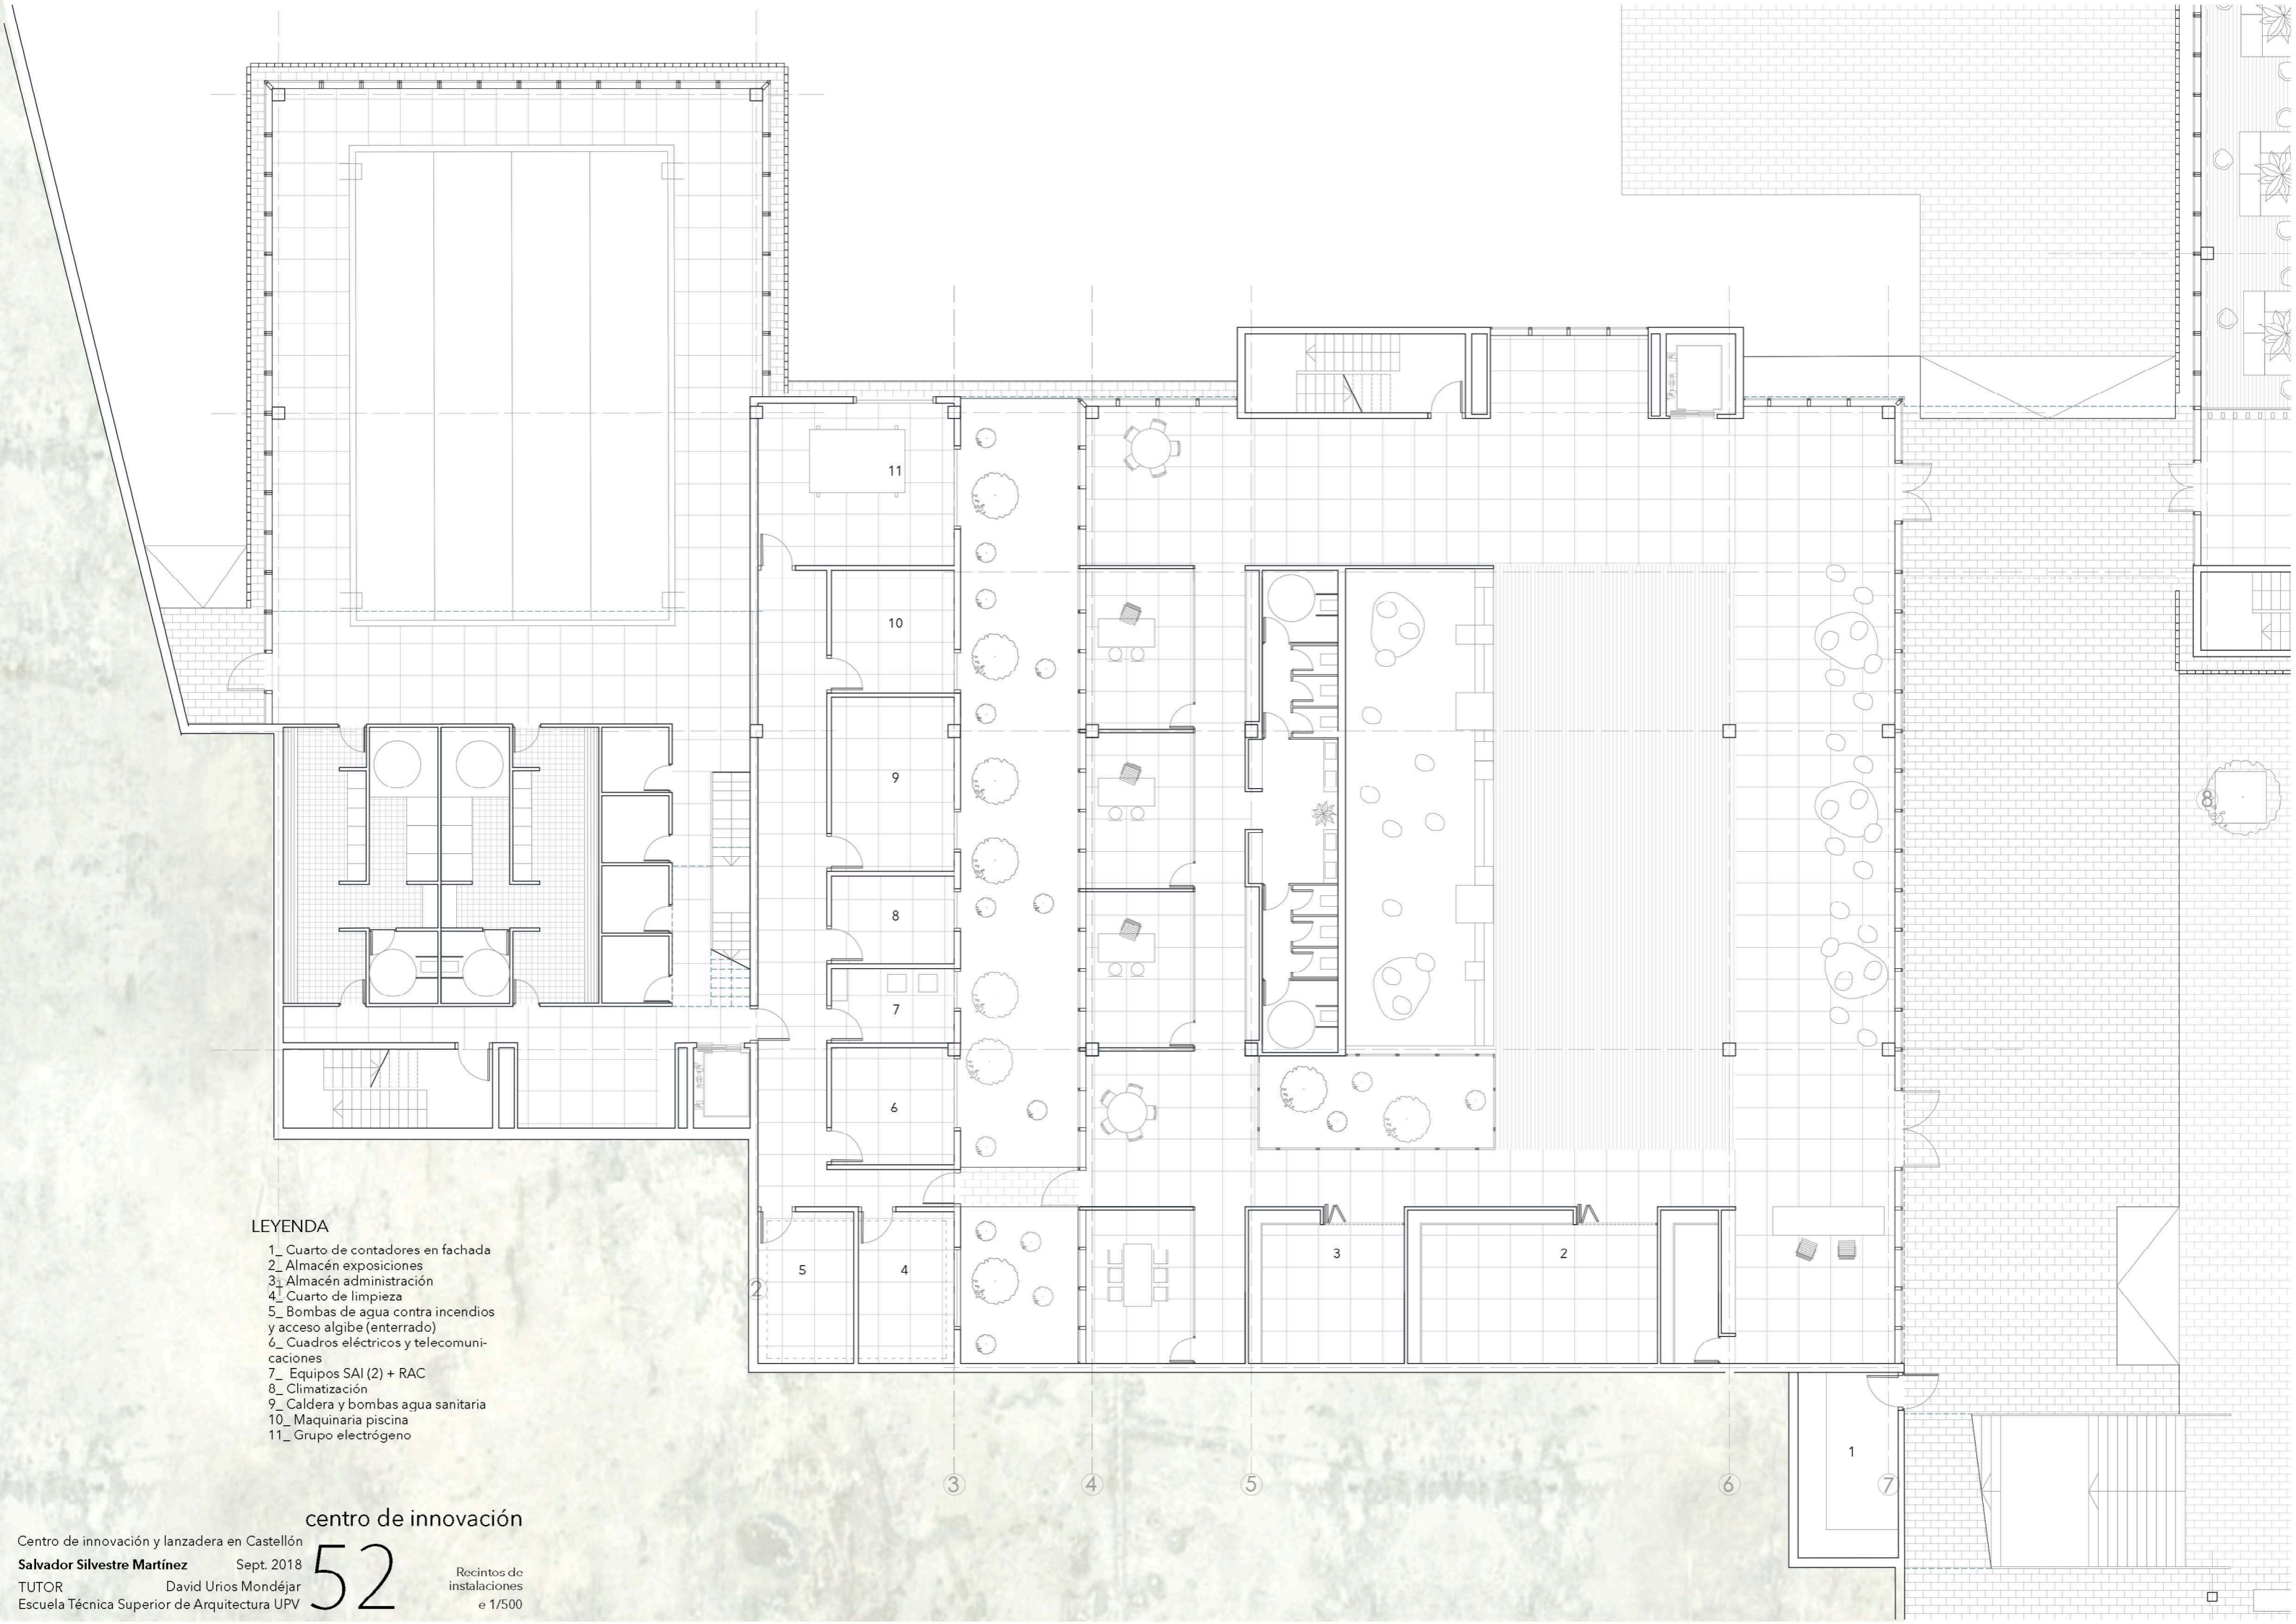 11
10
9
8
7
6
5
4
3
2
1
8
2
3
4
5
6
7
LEYENDA
1_ Cuarto de contadores en fachada
2_ Almacén exposiciones
3_ Almacén administración
4_ Cuarto de limpieza
5_ Bombas de agua contra incendios
y acceso algibe (enterrado)
6_ Cuadros eléctricos y telecomuni-
caciones
7_ Equipos SAI (2) + RAC
8_ Climatización
9_ Caldera y bombas agua sanitaria
10_ Maquinaria piscina
11_ Grupo electrógeno
centro de innovación
Centro de innovación y lanzadera en Castellón
Salvador Silvestre Martínez Sept. 2018
TUTOR David Urios Mondéjar
Escuela Técnica Superior de Arquitectura UPV
52
Recintos de
instalaciones
e 1/500